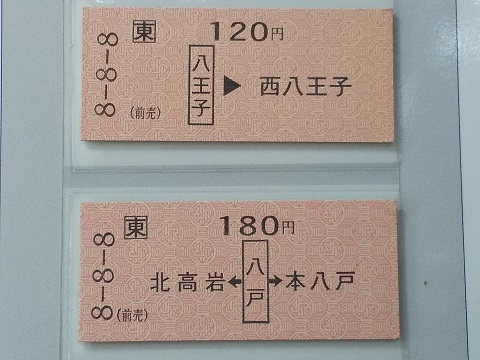 東 120円
8-8-8
(前売)
八王子 ▶ 西八王子
東 180円
8-8-8
(前売)
北高岩 ← 八戸 → 本八戸